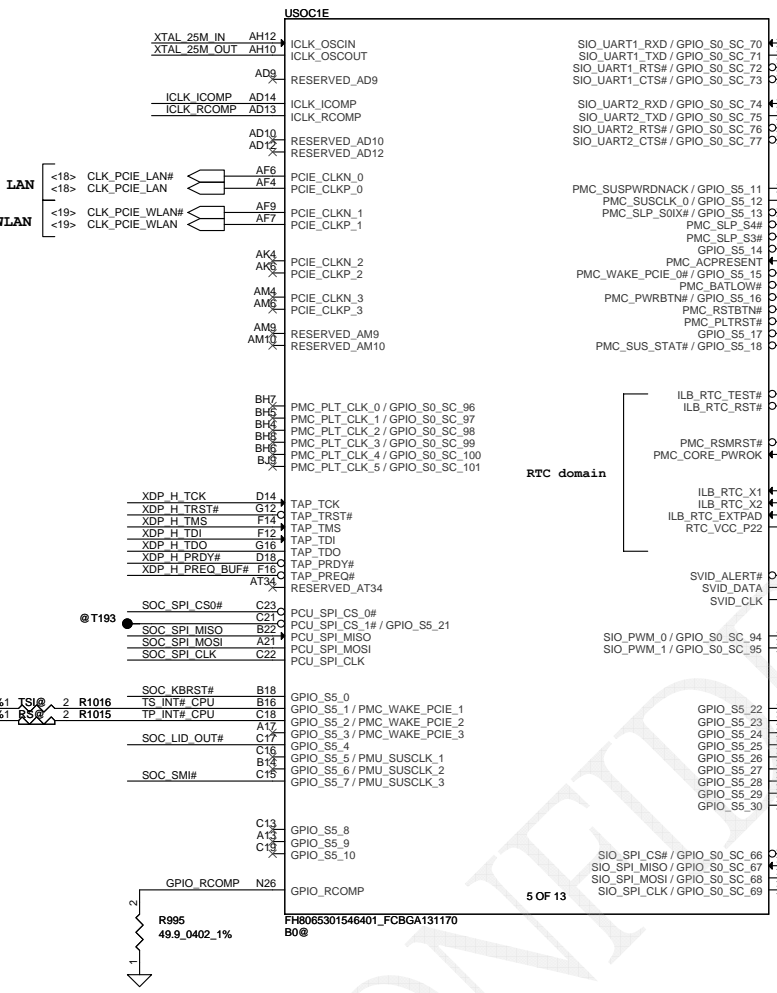 USOC1E
XTAL_25M_IN AH12 ICLK_OSCIN SIO_UART1_RXD / GPIO_S0_SC_70
XTAL_25M_OUT AH10 ICLK_OSCOUT SIO_UART1_TXD / GPIO_S0_SC_71
SIO_UART1_RTS# / GPIO_S0_SC_72
AD9 RESERVED_AD9 SIO_UART1_CTS# / GPIO_S0_SC_73
ICLK_ICOMP AD14 ICLK_ICOMP SIO_UART2_RXD / GPIO_S0_SC_74
ICLK_RCOMP AD13 ICLK_RCOMP SIO_UART2_TXD / GPIO_S0_SC_75
SIO_UART2_RTS# / GPIO_S0_SC_76
AD10 RESERVED_AD10 SIO_UART2_CTS# / GPIO_S0_SC_77
AD12 RESERVED_AD12
LAN
<18> CLK_PCIE_LAN# AF6 PCIE_CLKN_0
<18> CLK_PCIE_LAN AF4 PCIE_CLKP_0 PMC_SUSPWRDNACK / GPIO_S5_11
PMC_SUSCLK_0 / GPIO_S5_12
WLAN
<19> CLK_PCIE_WLAN# AF9 PCIE_CLKN_1 PMC_SLP_S0IX# / GPIO_S5_13
<19> CLK_PCIE_WLAN AF7 PCIE_CLKP_1 PMC_SLP_S4#
PMC_SLP_S3#
GPIO_S5_14
AK4 PCIE_CLKN_2 PMC_ACPRESENT
AK6 PCIE_CLKP_2 PMC_WAKE_PCIE_0# / GPIO_S5_15
PMC_BATLOW#
AM4 PCIE_CLKN_3 PMC_PWRBTN# / GPIO_S5_16
AM6 PCIE_CLKP_3 PMC_RSTBTN#
PMC_PLTRST#
AM9 RESERVED_AM9 GPIO_S5_17
AM10 RESERVED_AM10 PMC_SUS_STAT# / GPIO_S5_18
ILB_RTC_TEST#
BH7 PMC_PLT_CLK_0 / GPIO_S0_SC_96 ILB_RTC_RST#
BH5 PMC_PLT_CLK_1 / GPIO_S0_SC_97
BH4 PMC_PLT_CLK_2 / GPIO_S0_SC_98
BH8 PMC_PLT_CLK_3 / GPIO_S0_SC_99 PMC_RSMRST#
BH6 PMC_PLT_CLK_4 / GPIO_S0_SC_100 PMC_CORE_PWROK
BJ9 PMC_PLT_CLK_5 / GPIO_S0_SC_101
RTC domain
ILB_RTC_X1
XDP_H_TCK D14 TAP_TCK ILB_RTC_X2
XDP_H_TRST# G12 TAP_TRST# ILB_RTC_EXTPAD
XDP_H_TMS F14 TAP_TMS RTC_VCC_P22
XDP_H_TDI F12 TAP_TDI
XDP_H_TDO G16 TAP_TDO
XDP_H_PRDY# D18 TAP_PRDY#
XDP_H_PREQ_BUF# F16 TAP_PREQ# SVID_ALERT#
AT34 RESERVED_AT34 SVID_DATA
SVID_CLK
SOC_SPI_CS0# C23 PCU_SPI_CS_0#
@T193 C21 PCU_SPI_CS_1# / GPIO_S5_21
SOC_SPI_MISO B22 PCU_SPI_MISO SIO_PWM_0 / GPIO_S0_SC_94
SOC_SPI_MOSI A21 PCU_SPI_MOSI SIO_PWM_1 / GPIO_S0_SC_95
SOC_SPI_CLK C22 PCU_SPI_CLK
SOC_KBRST# B18 GPIO_S5_0
%1 TSI@ 2 R1016 TS_INT#_CPU B16 GPIO_S5_1 / PMC_WAKE_PCIE_1 GPIO_S5_22
%1 RS@ 2 R1015 TP_INT#_CPU C18 GPIO_S5_2 / PMC_WAKE_PCIE_2 GPIO_S5_23
A17 GPIO_S5_3 / PMC_WAKE_PCIE_3 GPIO_S5_24
SOC_LID_OUT# C17 GPIO_S5_4 GPIO_S5_25
C16 GPIO_S5_5 / PMU_SUSCLK_1 GPIO_S5_26
B14 GPIO_S5_6 / PMU_SUSCLK_2 GPIO_S5_27
SOC_SMI# C15 GPIO_S5_7 / PMU_SUSCLK_3 GPIO_S5_28
GPIO_S5_29
GPIO_S5_30
C13 GPIO_S5_8
A13 GPIO_S5_9
C19 GPIO_S5_10 SIO_SPI_CS# / GPIO_S0_SC_66
SIO_SPI_MISO / GPIO_S0_SC_67
SIO_SPI_MOSI / GPIO_S0_SC_68
GPIO_RCOMP N26 GPIO_RCOMP 5 OF 13 SIO_SPI_CLK / GPIO_S0_SC_69
2
R995
49.9_0402_1%
1
FH8065301546401_FCBGA131170
B0@
CONFIDE